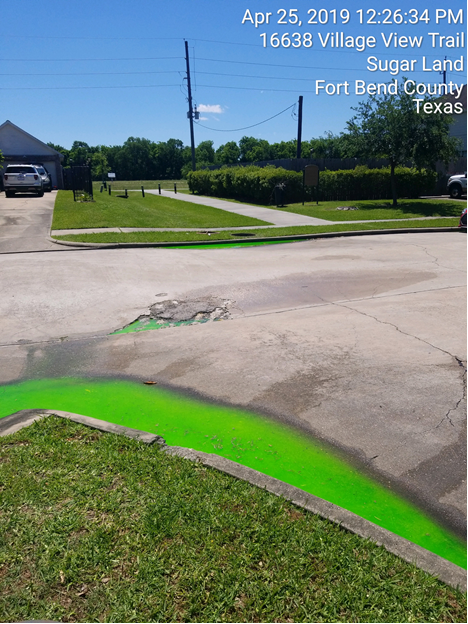 Apr 25, 2019 12:26:34 PM
16638 Village View Trail
Sugar Land
Fort Bend County
Texas